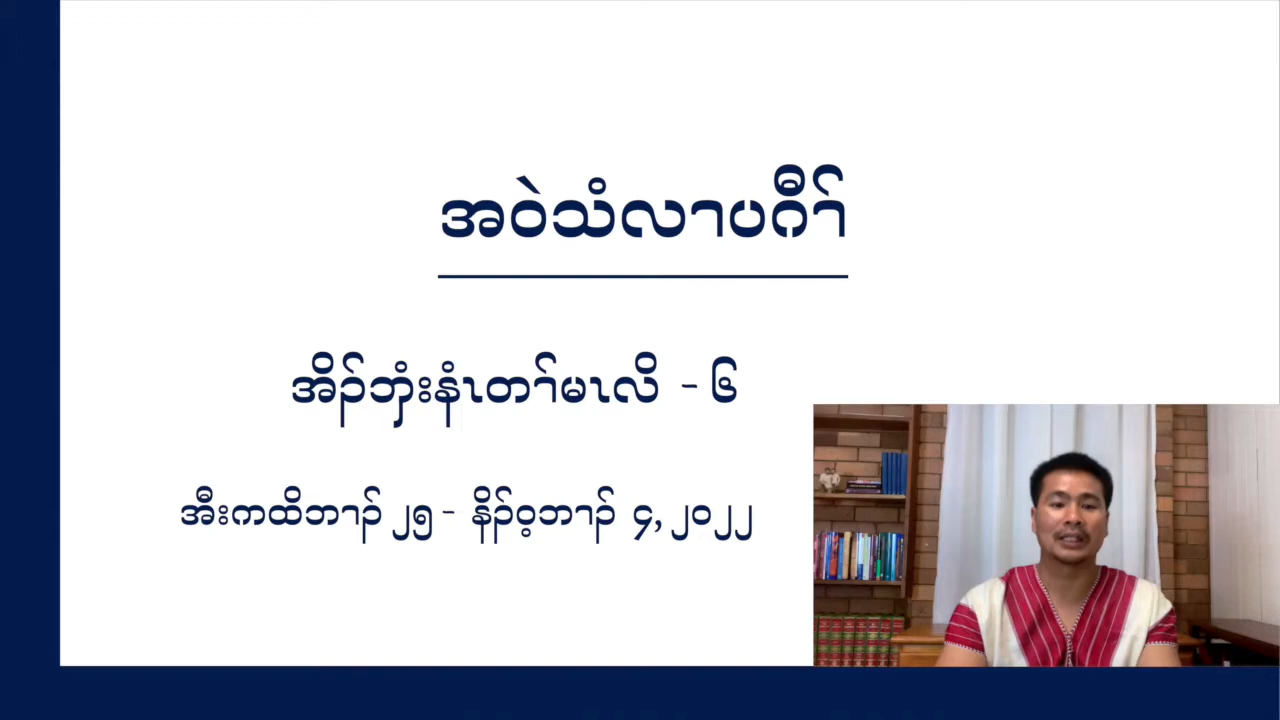 အဝဲသံလၢပဂီၢ်
အိၣ်ဘှံးနံၤတၢ်မၤလိ - ၆
အီးကထိဘၢၣ် ၂၅ - နိၣ်ဝ့ဘၢၣ် ၄, ၂၀၂၂